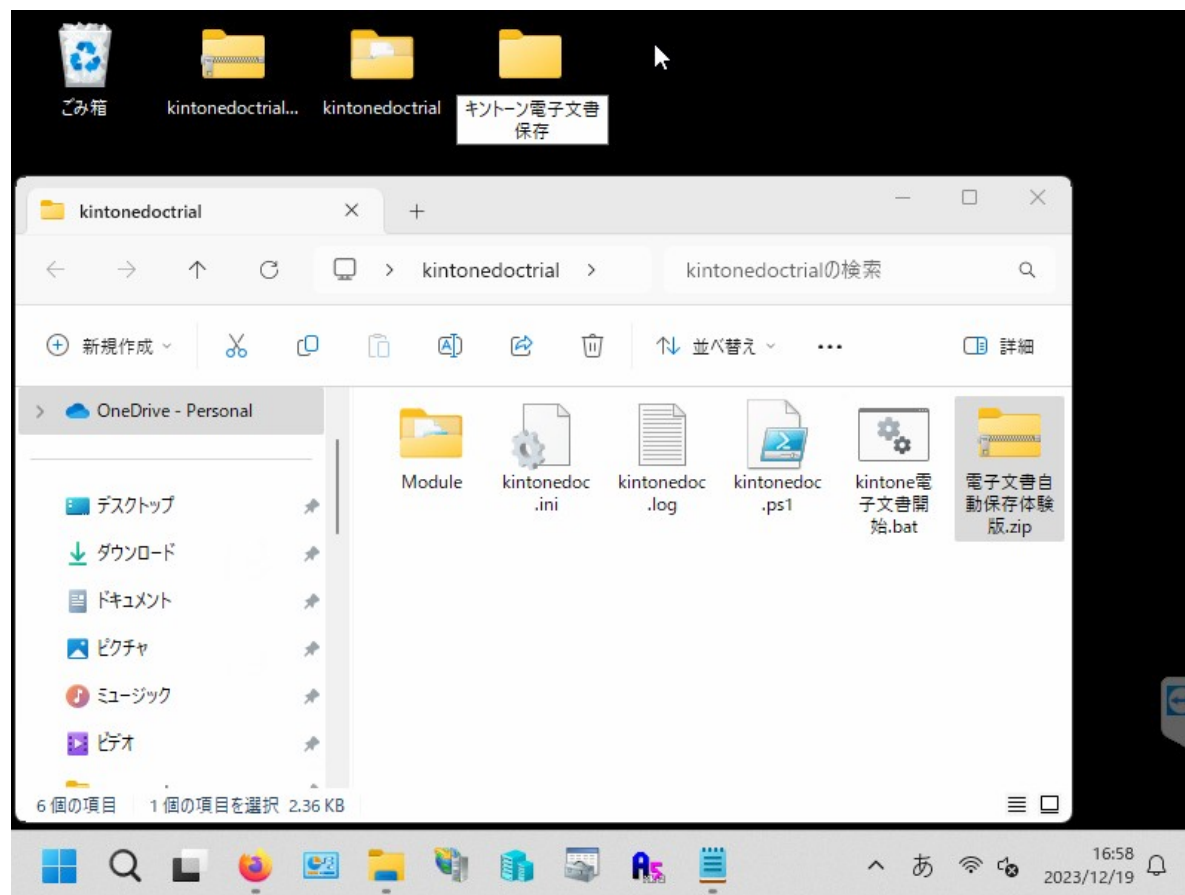 ごみ箱
kintonedoctrial...
kintonedoctrial
キントーン電子文書
保存
kintonedoctrial
kintonedoctrial
kintonedoctrialの検索
新規作成
並べ替え
詳細
OneDrive - Personal
デスクトップ
ダウンロード
ドキュメント
ピクチャ
ミュージック
ビデオ
Module
kintonedoc
.ini
kintonedoc
.log
kintonedoc
.ps1
kintone電
子文書開
始.bat
電子文書自
動保存体験
版.zip
6 個の項目
1 個の項目を選択 2.36 KB
あ
16:58
2023/12/19